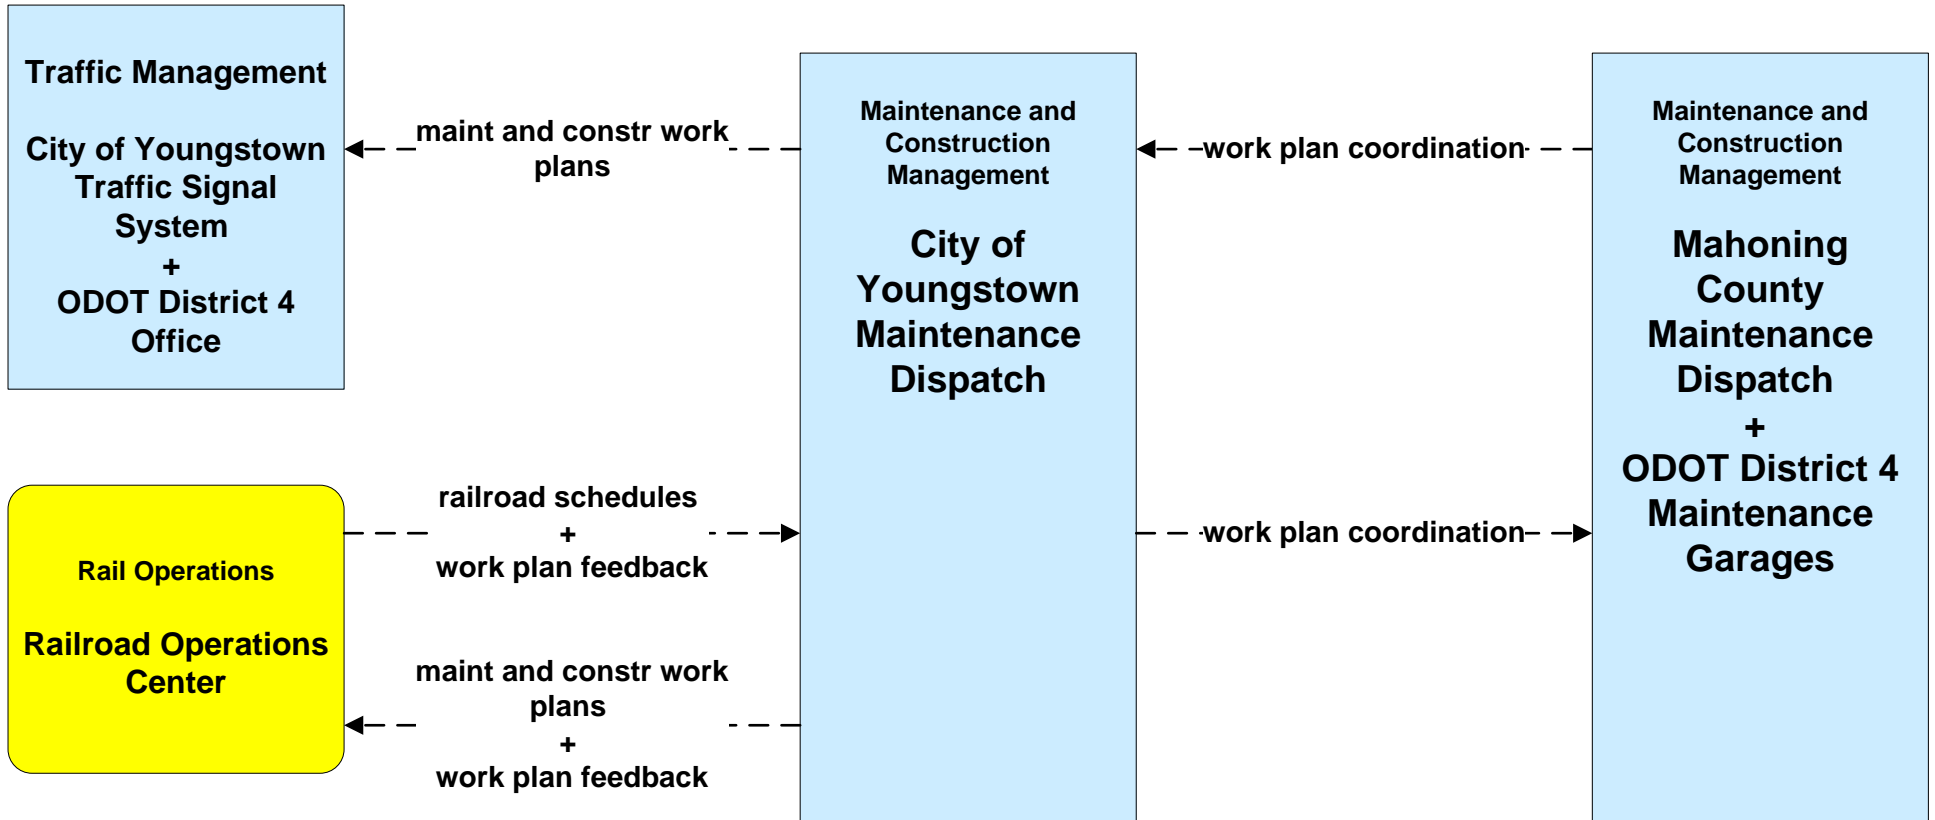 Traffic Management
City of Youngstown
Traffic Signal
System
+
ODOT District 4
Office
maint and constr work
plans
Maintenance and
Construction
Management
City of
Youngstown
Maintenance
Dispatch
work plan coordination
Maintenance and
Construction
Management
Mahoning
County
Maintenance
Dispatch
+
ODOT District 4
Maintenance
Garages
Rail Operations
Railroad Operations
Center
railroad schedules
+
work plan feedback
work plan coordination
maint and constr work
plans
+
work plan feedback